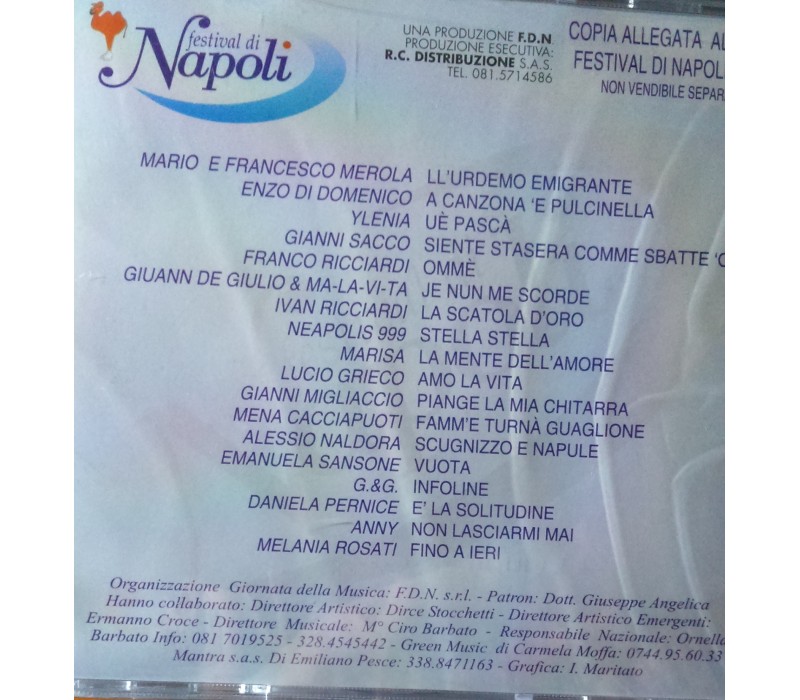 festival di
Napoli
UNA PRODUZIONE F.D.N.
PRODUZIONE ESECUTIVA:
R.C. DISTRIBUZIONE S.A.S.
TEL. 081.5714586
COPIA ALLEGATA AL
FESTIVAL DI NAPOL
NON VENDIBILE SEPAR
MARIO E FRANCESCO MEROLA LL'URDEMO EMIGRANTE
ENZO DI DOMENICO A CANZONA 'E PULCINELLA
YLENIA UÈ PASCÀ
GIANNI SACCO SIENTE STASERA COMME SBATTE 'O
FRANCO RICCIARDI OMMÈ
GIUANN DE GIULIO & MA-LA-VI-TA JE NUN ME SCORDE
IVAN RICCIARDI LA SCATOLA D'ORO
NEAPOLIS 999 STELLA STELLA
MARISA LA MENTE DELL'AMORE
LUCIO GRIECO AMO LA VITA
GIANNI MIGLIACCIO PIANGE LA MIA CHITARRA
MENA CACCIAPUOTI FAMM'E TURNÀ GUAGLIONE
ALESSIO NALDORA SCUGNIZZO E NAPULE
EMANUELA SANSONE VUOTA
G.&G. INFOLINE
DANIELA PERNICE E' LA SOLITUDINE
ANNY NON LASCIARMI MAI
MELANIA ROSATI FINO A IERI
Organizzazione Giornata della Musica: F.D.N. s.r.l. - Patron: Dott. Giuseppe Angelica
Hanno collaborato: Direttore Artistico: Dirce Stocchetti - Direttore Artistico Emergenti:
Ermanno Croce - Direttore Musicale: M° Ciro Barbato - Responsabile Nazionale: Ornella
Barbato Info: 081 7019525 - 328.4545442 - Green Music di Carmela Moffa: 0744.95.60.33
Mantra s.a.s. Di Emiliano Pesce: 338.8471163 - Grafica: I. Maritato